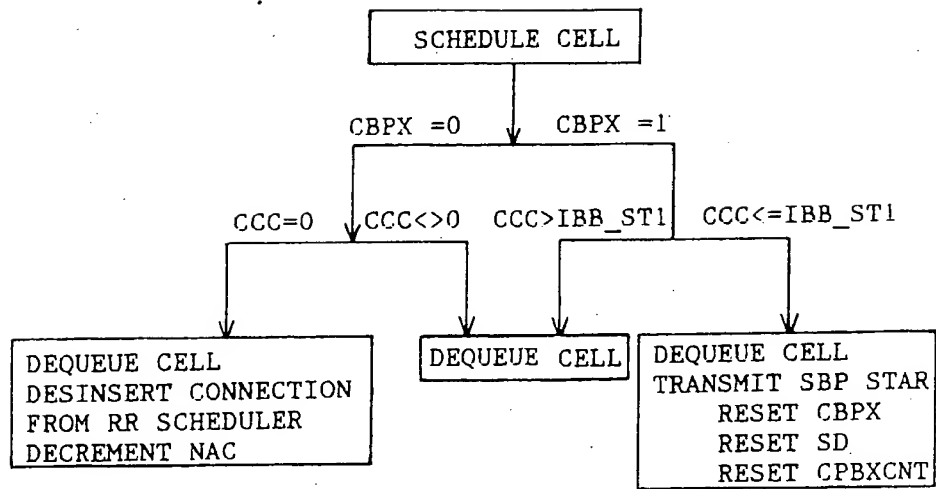 SCHEDULE CELL
CBPX =0
CBPX =1
CCC=0
CCC<>0
CCC>IBB_ST1
CCC<=IBB_ST1
DEQUEUE CELL
DESINSERT CONNECTION
FROM RR SCHEDULER
DECREMENT NAC
DEQUEUE CELL
DEQUEUE CELL
TRANSMIT SBP STAR
RESET CBPX
RESET SD
RESET CPBXCNT